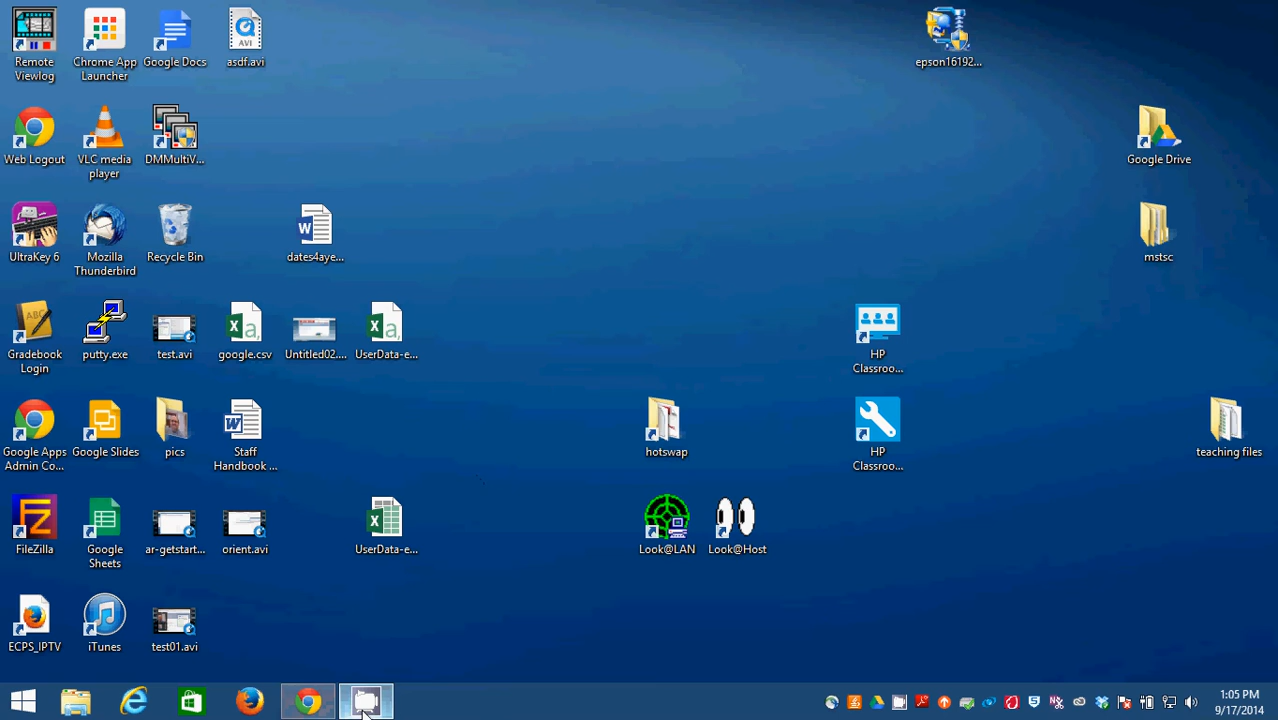 Remote
Viewlog
Chrome App
Launcher
Google Docs
AVI
asdf.avi
epson16192...
Web Logout
VLC media
player
DMMultiV...
Google Drive
UltraKey 6
Mozilla
Thunderbird
Recycle Bin
W
dates4aye...
mstsc
ABC
Gradebook
Login
putty.exe
test.avi
X
a,
google.csv
Untitled02....
X
a,
UserData-e...
HP
Classroo...
Google Apps
Admin Co...
Google Slides
pics
W
Staff
Handbook ...
hotswap
HP
Classroo...
teaching files
FZ
FileZilla
Google
Sheets
ar-getstart...
orient.avi
X
UserData-e...
Look@LAN
Look@Host
ECPS_IPTV
iTunes
test01.avi
1:05 PM
9/17/2014